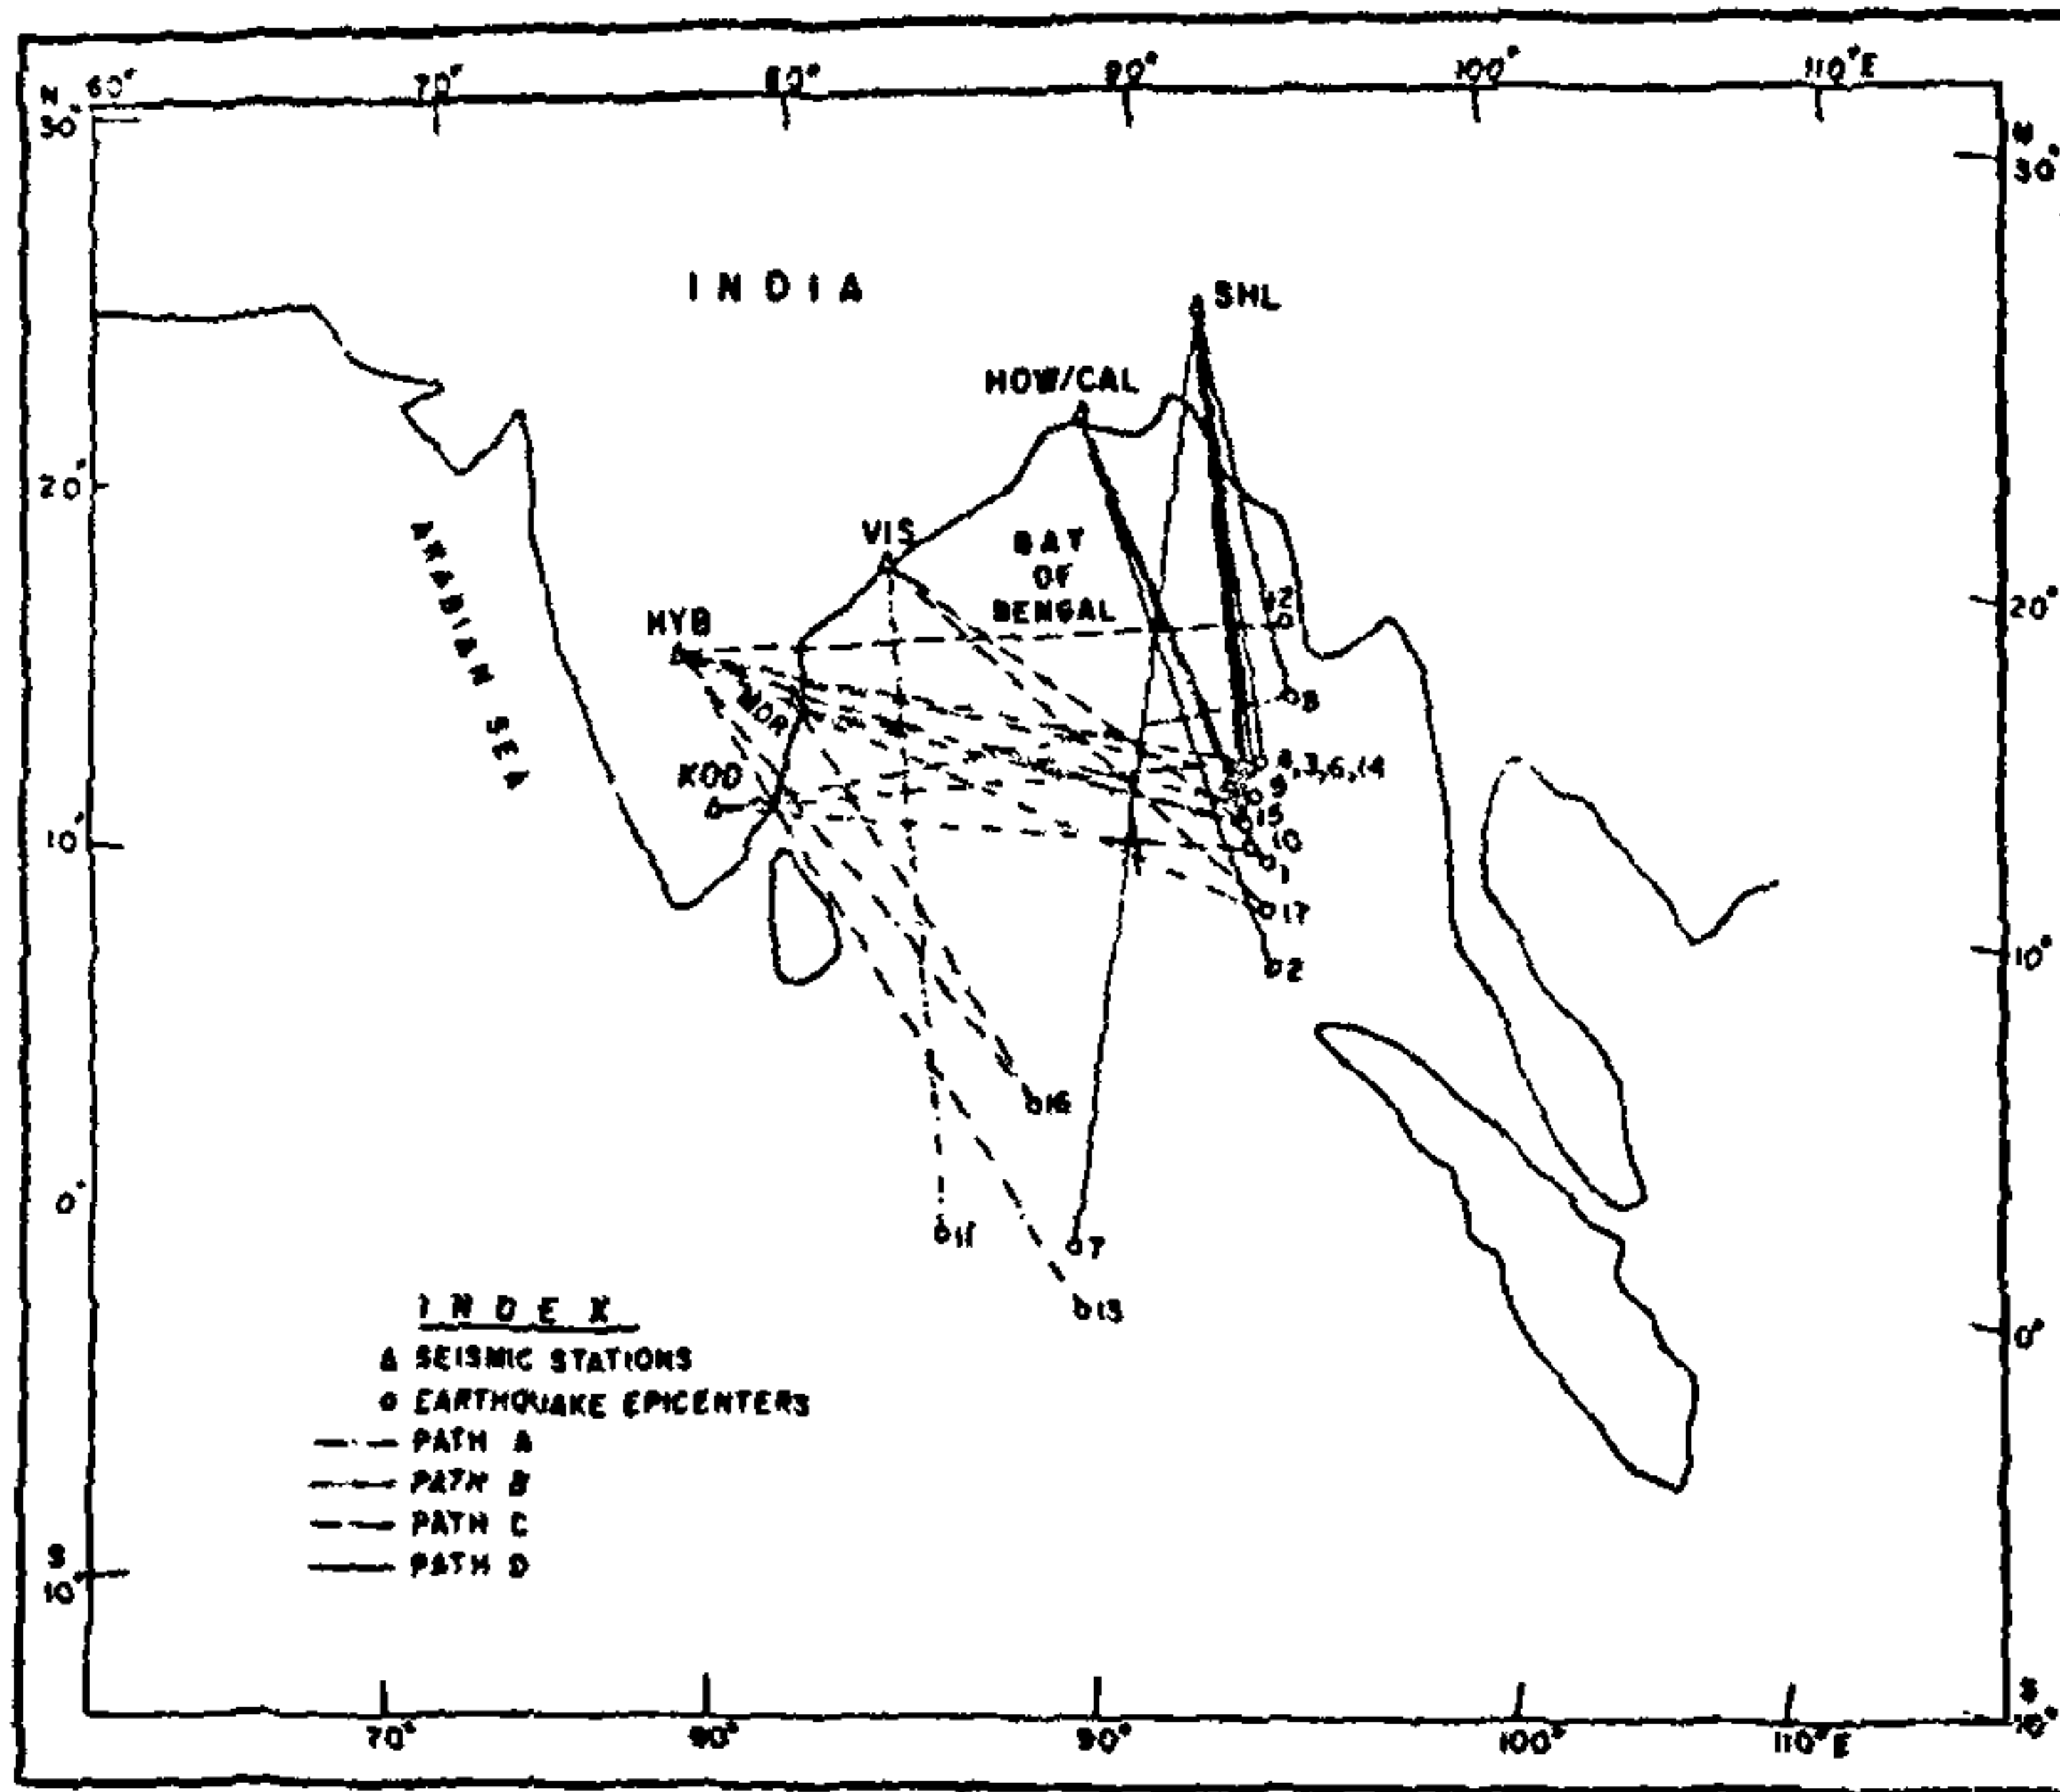 60° 70° 80° 90° 100° 110°E
N
30°
N
30°
INDIA
SHL
HOW/CAL
20°
VIS
BAY
OF
BENGAL
ARABIAN SEA
12
20°
HYB
8
4,3,6,14
KOD
9
15
10°
10
1
17
2
10°
16
0°
11
7
13
INDEX
SEISMIC STATIONS
0°
EARTHQUAKE EPICENTERS
PATH A
PATH B
PATH C
PATH D
S
10°
S
10°
70° 80° 90° 100° 110°E